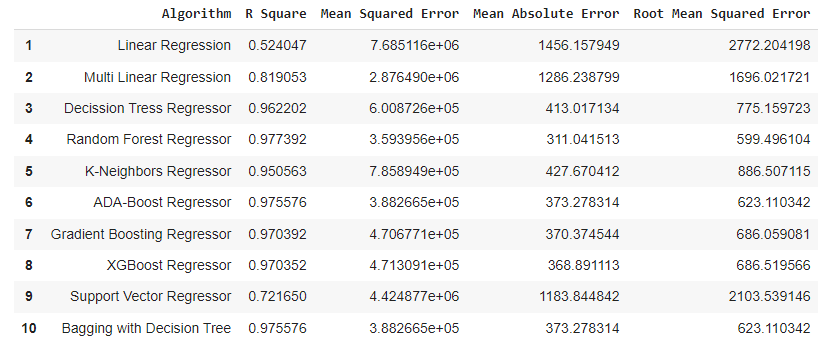 Algorithm R Square Mean Squared Error Mean Absolute Error Root Mean Squared Error
1 Linear Regression 0.524047 7.685116e+06 1456.157949 2772.204198
2 Multi Linear Regression 0.819053 2.876490e+06 1286.238799 1696.021721
3 Decission Tress Regressor 0.962202 6.008726e+05 413.017134 775.159723
4 Random Forest Regressor 0.977392 3.593956e+05 311.041513 599.496104
5 K-Neighbors Regressor 0.950563 7.858949e+05 427.670412 886.507115
6 ADA-Boost Regressor 0.975576 3.882665e+05 373.278314 623.110342
7 Gradient Boosting Regressor 0.970392 4.706771e+05 370.374544 686.059081
8 XGBoost Regressor 0.970352 4.713091e+05 368.891113 686.519566
9 Support Vector Regressor 0.721650 4.424877e+06 1183.844842 2103.539146
10 Bagging with Decision Tree 0.975576 3.882665e+05 373.278314 623.110342